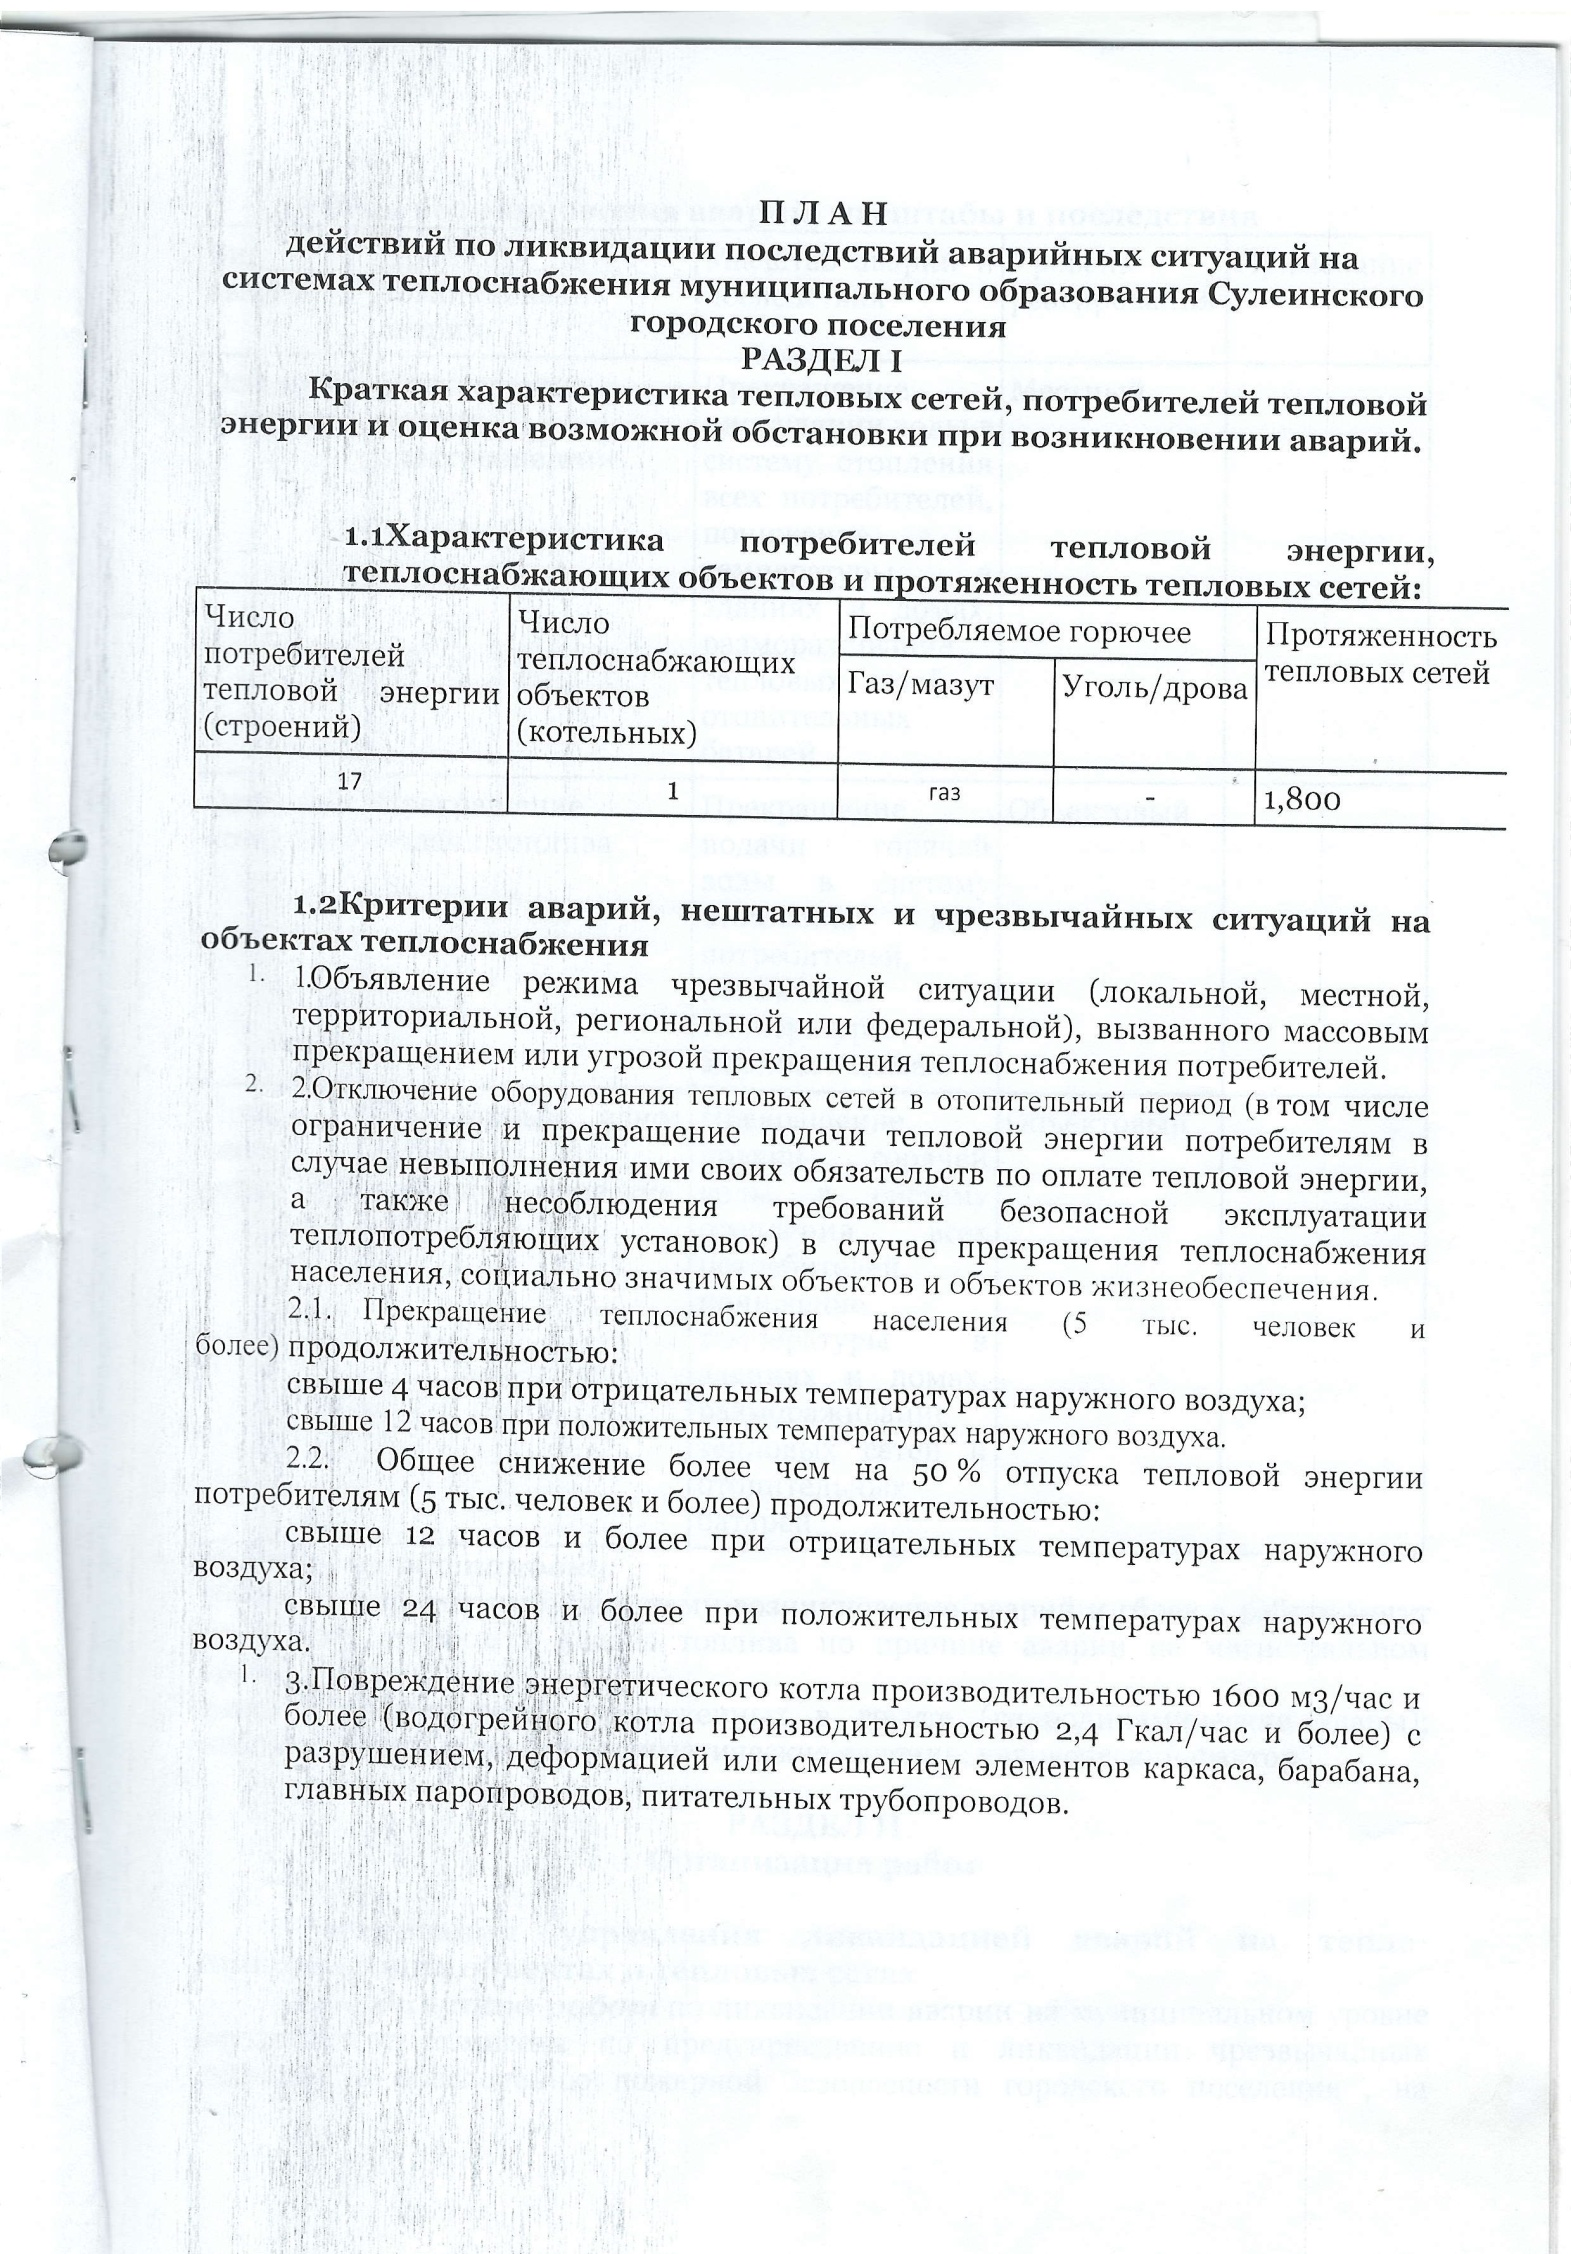 П Л А Н
действий по ликвидации последствий аварийных ситуаций на
системах теплоснабжения муниципального образования Сулеинского
городского поселения
РАЗДЕЛ I
Краткая характеристика тепловых сетей, потребителей тепловой
энергии и оценка возможной обстановки при возникновении аварий.
1.1Характеристика потребителей тепловой энергии,
теплоснабжающих объектов и протяженность тепловых сетей:
Число
потребителей
тепловой энергии
(строений)
Число
теплоснабжающих
объектов
(котельных)
Потребляемое горючее
Газ/мазут
Уголь/дрова
Протяженность
тепловых сетей
17
1
газ
-
1,800
1.2Критерии аварий, нештатных и чрезвычайных ситуаций на
объектах теплоснабжения
1. 1.Объявление режима чрезвычайной ситуации (локальной, местной,
территориальной, региональной или федеральной), вызванного массовым
прекращением или угрозой прекращения теплоснабжения потребителей.
2. 2.Отключение оборудования тепловых сетей в отопительный период (в том числе
ограничение и прекращение подачи тепловой энергии потребителям в
случае невыполнения ими своих обязательств по оплате тепловой энергии,
а также несоблюдения требований безопасной эксплуатации
теплопотребляющих установок) в случае прекращения теплоснабжения
населения, социально значимых объектов и объектов жизнеобеспечения.
2.1. Прекращение теплоснабжения населения (5 тыс. человек и
более) продолжительностью:
свыше 4 часов при отрицательных температурах наружного воздуха;
свыше 12 часов при положительных температурах наружного воздуха.
2.2. Общее снижение более чем на 50 % отпуска тепловой энергии
потребителям (5 тыс. человек и более) продолжительностью:
свыше 12 часов и более при отрицательных температурах наружного
воздуха;
свыше 24 часов и более при положительных температурах наружного
воздуха.
1. 3.Повреждение энергетического котла производительностью 1600 м3/час и
более (водогрейного котла производительностью 2,4 Гкал/час и более) с
разрушением, деформацией или смещением элементов каркаса, барабана,
главных паропроводов, питательных трубопроводов.